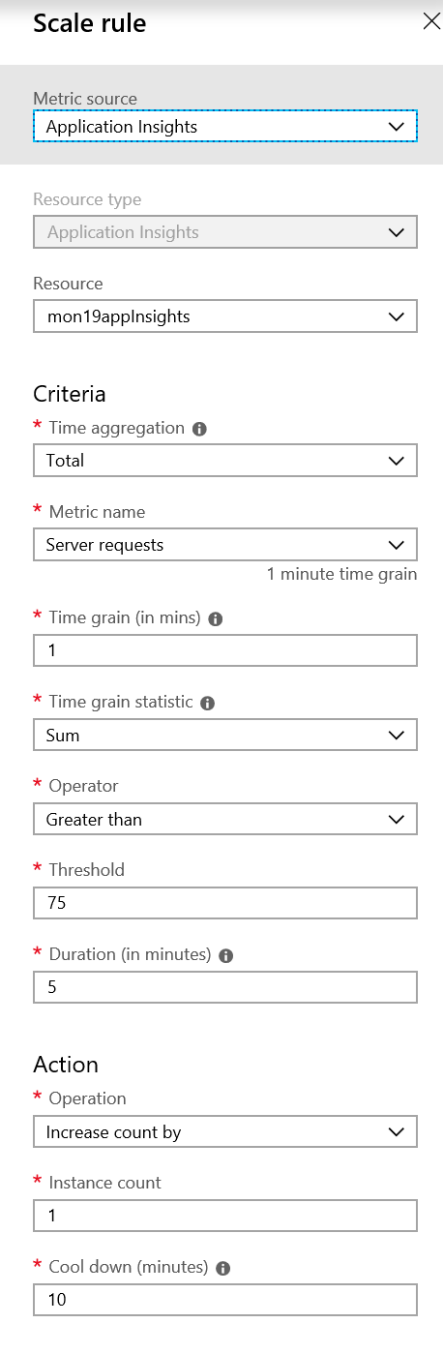 Scale rule
Metric source
Application Insights
Resource type
Application Insights
Resource
mon19appInsights
Criteria
* Time aggregation
Total
* Metric name
Server requests
1 minute time grain
* Time grain (in mins)
1
* Time grain statistic
Sum
* Operator
Greater than
* Threshold
75
* Duration (in minutes)
5
Action
* Operation
Increase count by
* Instance count
1
* Cool down (minutes)
10